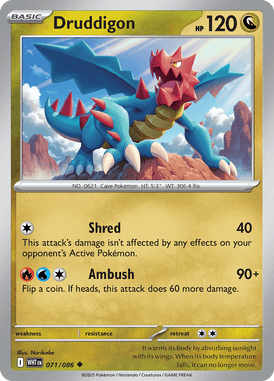 BASIC
Druddigon
HP 120
NO. 0621 Cave Pokémon HT: 5'3" WT: 306.4 lbs.
Shred 40
This attack's damage isn't affected by any effects on your
opponent's Active Pokémon.
Ambush 90+
Flip a coin. If heads, this attack does 60 more damage.
weakness resistance retreat
Illus. Nurikabe
I WHT EN 071/086
It warms its body by absorbing sunlight
with its wings. When its body temperature
falls, it can no longer move.
©2025 Pokémon / Nintendo / Creatures / GAME FREAK